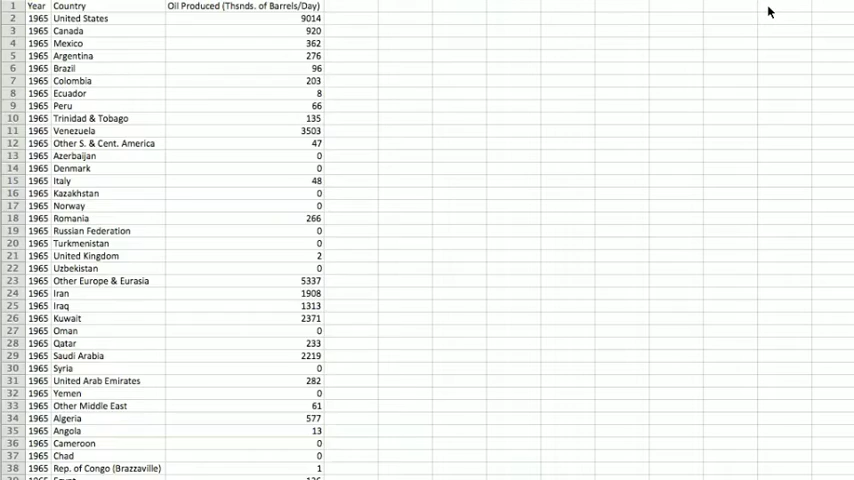 1 Year Country Oil Produced (Thsnds. of Barrels/Day)
2 1965 United States 9014
3 1965 Canada 920
4 1965 Mexico 362
5 1965 Argentina 276
6 1965 Brazil 96
7 1965 Colombia 203
8 1965 Ecuador 8
9 1965 Peru 66
10 1965 Trinidad & Tobago 135
11 1965 Venezuela 3503
12 1965 Other S. & Cent. America 47
13 1965 Azerbaijan 0
14 1965 Denmark 0
15 1965 Italy 48
16 1965 Kazakhstan 0
17 1965 Norway 0
18 1965 Romania 266
19 1965 Russian Federation 0
20 1965 Turkmenistan 0
21 1965 United Kingdom 2
22 1965 Uzbekistan 0
23 1965 Other Europe & Eurasia 5337
24 1965 Iran 1908
25 1965 Iraq 1313
26 1965 Kuwait 2371
27 1965 Oman 0
28 1965 Qatar 233
29 1965 Saudi Arabia 2219
30 1965 Syria 0
31 1965 United Arab Emirates 282
32 1965 Yemen 0
33 1965 Other Middle East 61
34 1965 Algeria 577
35 1965 Angola 13
36 1965 Cameroon 0
37 1965 Chad 0
38 1965 Rep. of Congo (Brazzaville) 1